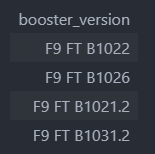 booster_version
F9 FT B1022
F9 FT B1026
F9 FT B1021.2
F9 FT B1031.2